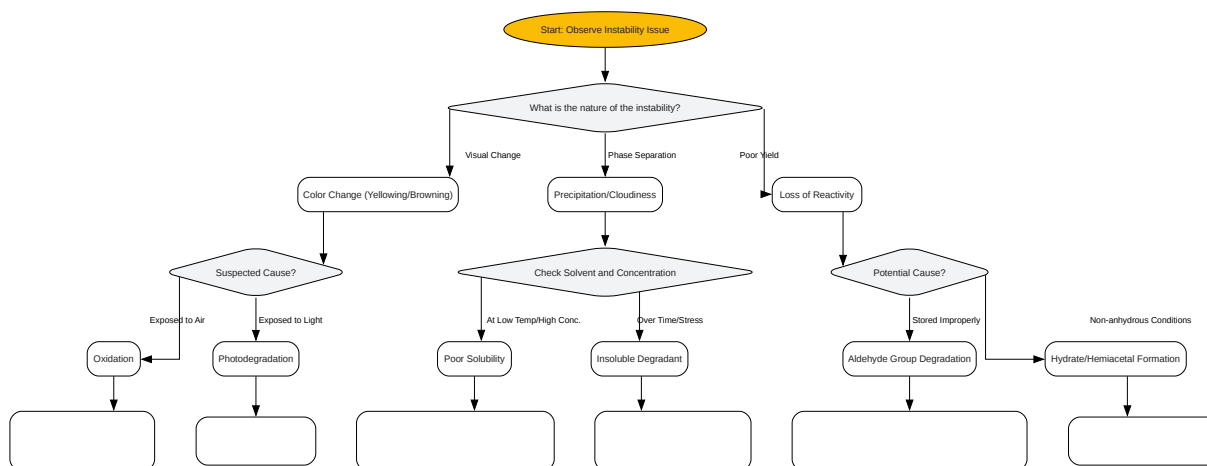 Start: Observe Instability Issue
What is the nature of the instability?
Visual Change
Phase Separation
Poor Yield
Color Change (Yellowing/Browning)
Precipitation/Cloudiness
Loss of Reactivity
Suspected Cause?
Check Solvent and Concentration
Potential Cause?
Exposed to Air
Exposed to Light
At Low Temp/High Conc.
Over Time/Stress
Stored Improperly
Non-anhydrous Conditions
Oxidation
Photodegradation
Poor Solubility
Insoluble Degradant
Aldehyde Group Degradation
Hydrate/Hemiacetal Formation